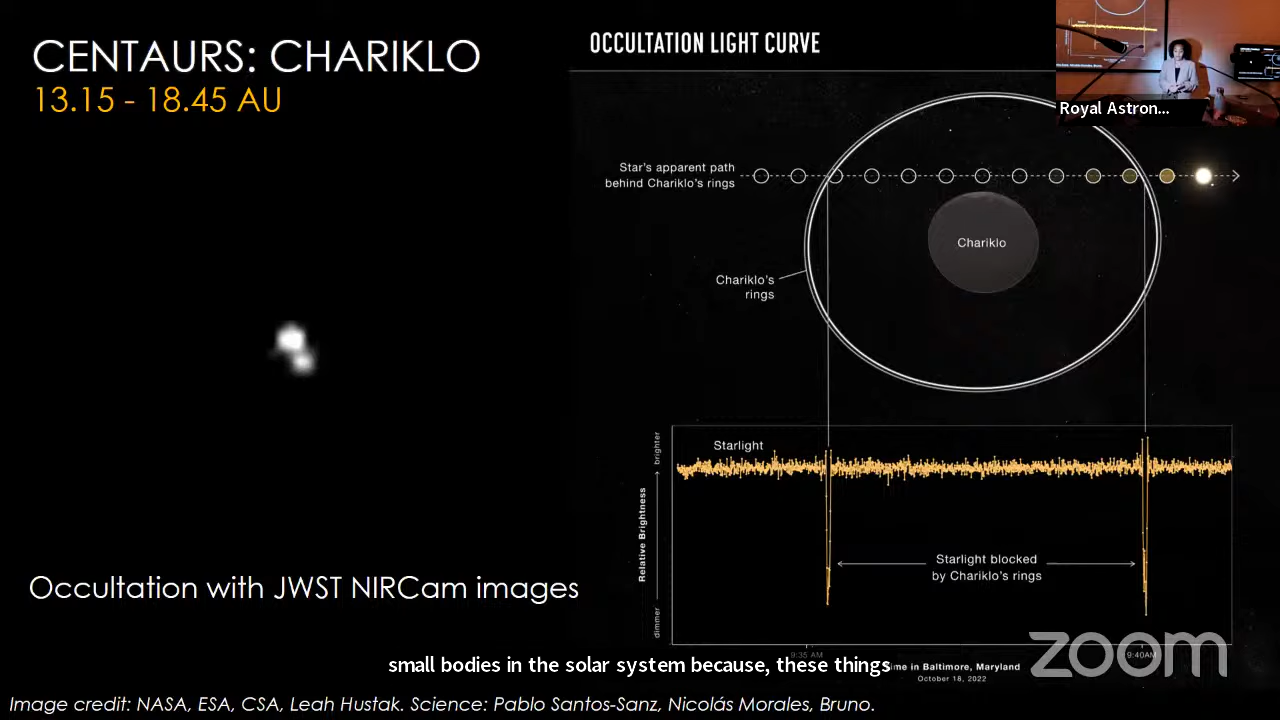 CENTAURS: CHARIKLO
13.15 - 18.45 AU
OCCULTATION LIGHT CURVE
Royal Astron...
Star's apparent path
behind Chariklo's rings
Chariklo
Chariklo's
rings
Starlight
brighter
Relative Brightness
dimmer
Starlight blocked
by Chariklo's rings
Occultation with JWST NIRCam images
9:35 AM
9:40AM
small bodies in the solar system because, these things
in Baltimore, Maryland
October 18, 2022
zoom
Image credit: NASA, ESA, CSA, Leah Hustak. Science: Pablo Santos-Sanz, Nicolás Morales, Bruno.